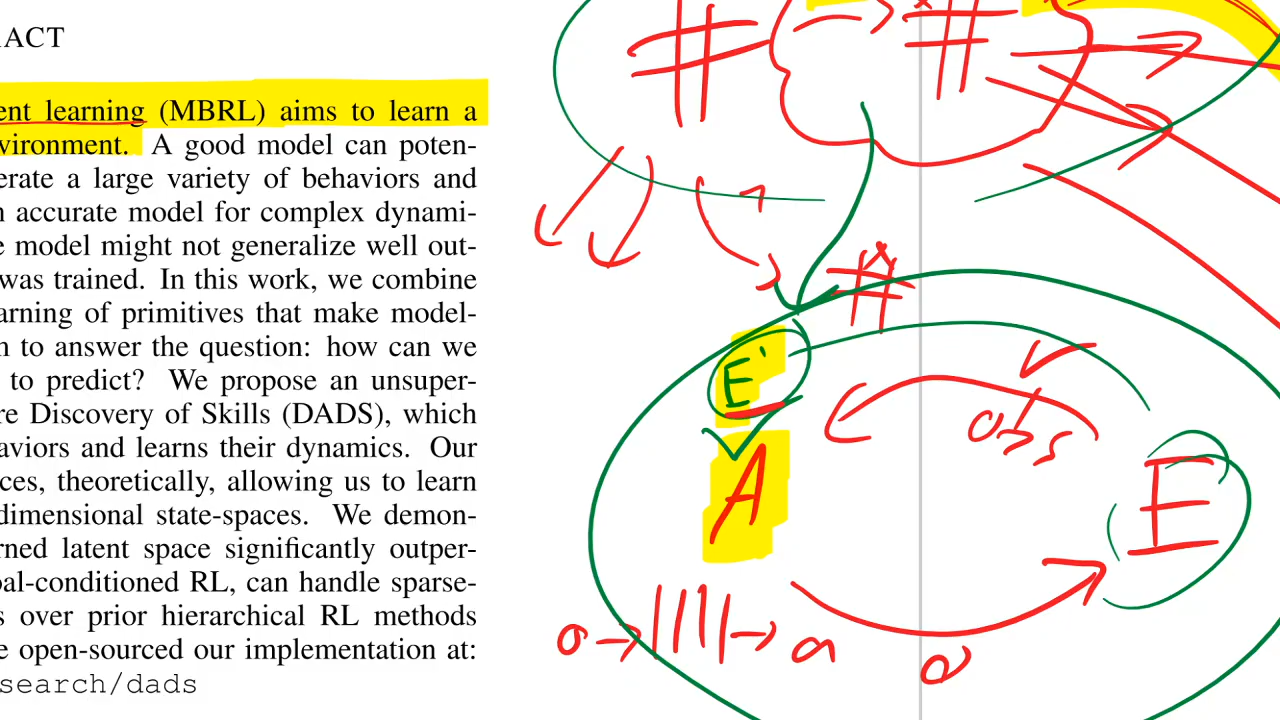 ACT
ent learning (MBRL) aims to learn a
vironment. A good model can poten-
erate a large variety of behaviors and
n accurate model for complex dynami-
e model might not generalize well out-
was trained. In this work, we combine
arning of primitives that make model-
n to answer the question: how can we
to predict? We propose an unsuper-
re Discovery of Skills (DADS), which
aviors and learns their dynamics. Our
ces, theoretically, allowing us to learn
dimensional state-spaces. We demon-
rned latent space significantly outper-
oal-conditioned RL, can handle sparse-
s over prior hierarchical RL methods
e open-sourced our implementation at:
search/dads
E'
obs
A
E
o
a
a